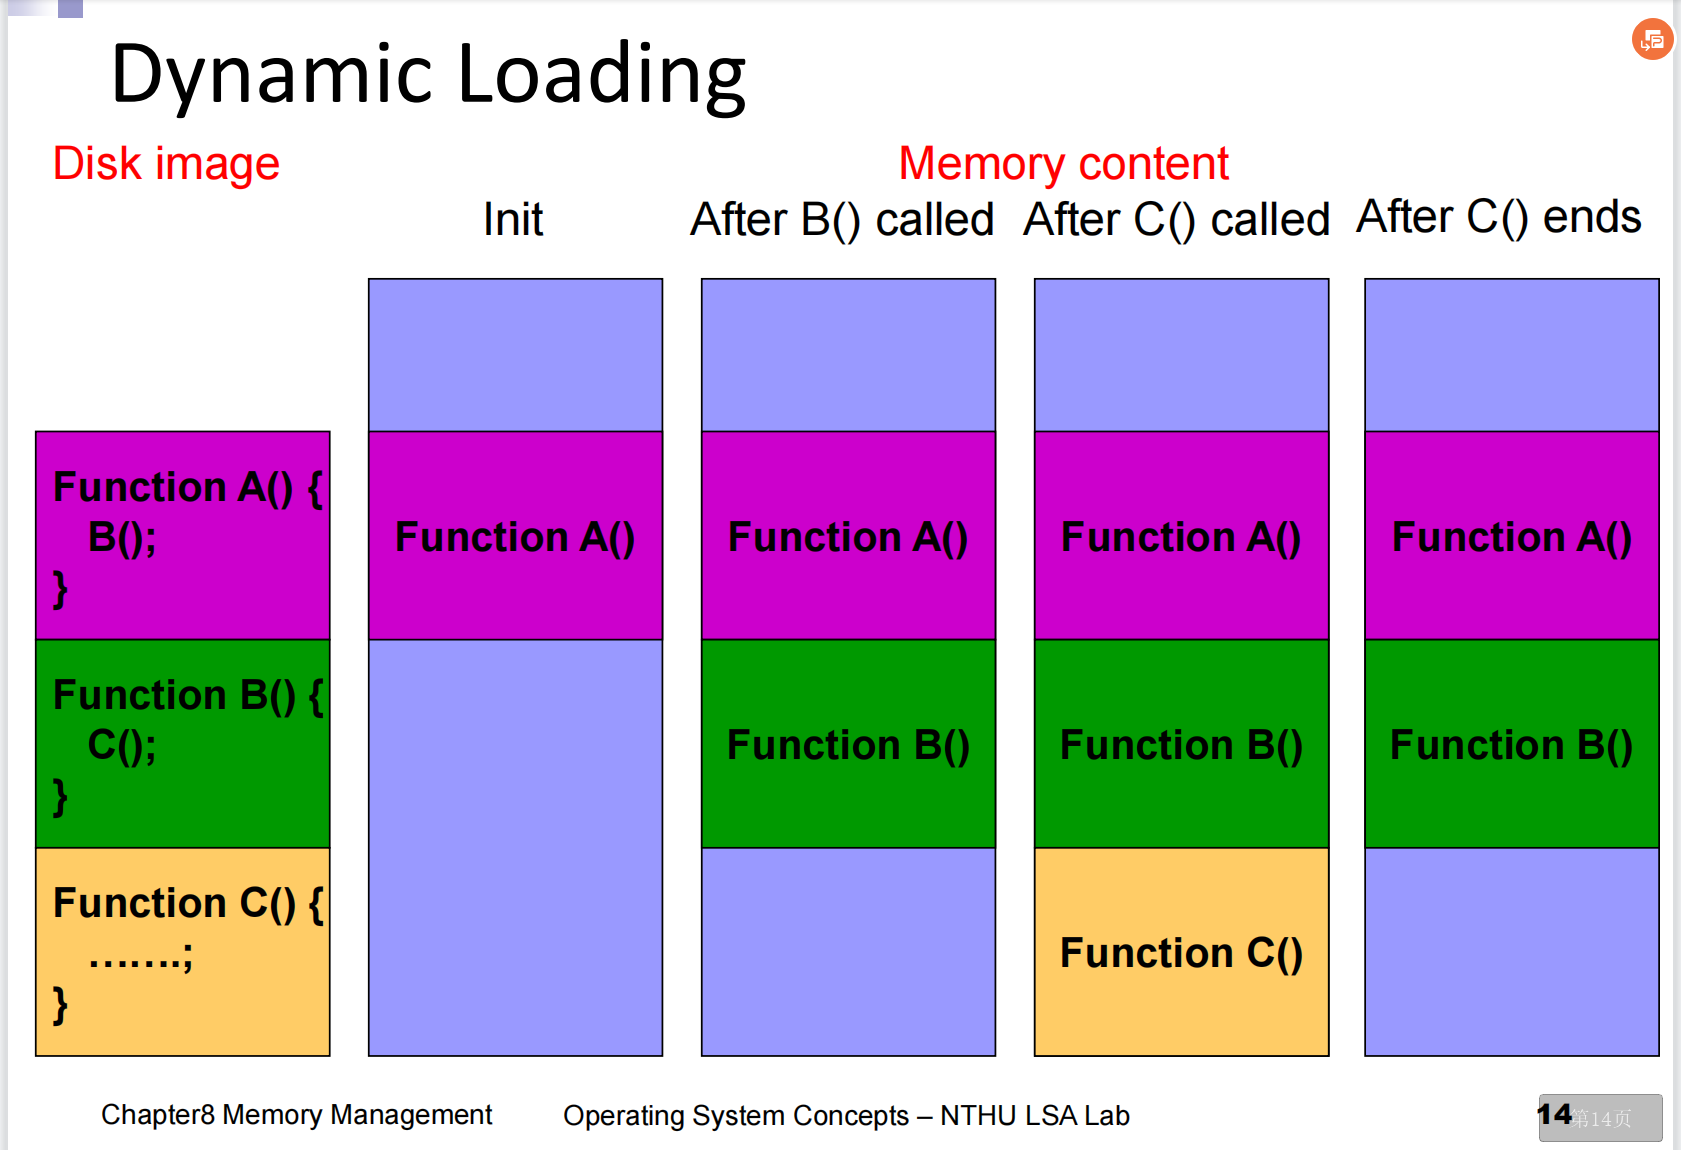 Dynamic Loading
Disk image
Memory content
Init
After B() called
After C() called
After C() ends
Function A() {
B();
}
Function B() {
C();
}
Function C() {
…….;
}
Function A()
Function A()
Function B()
Function A()
Function B()
Function C()
Function A()
Function B()
Chapter8 Memory Management
Operating System Concepts – NTHU LSA Lab
14
第14页